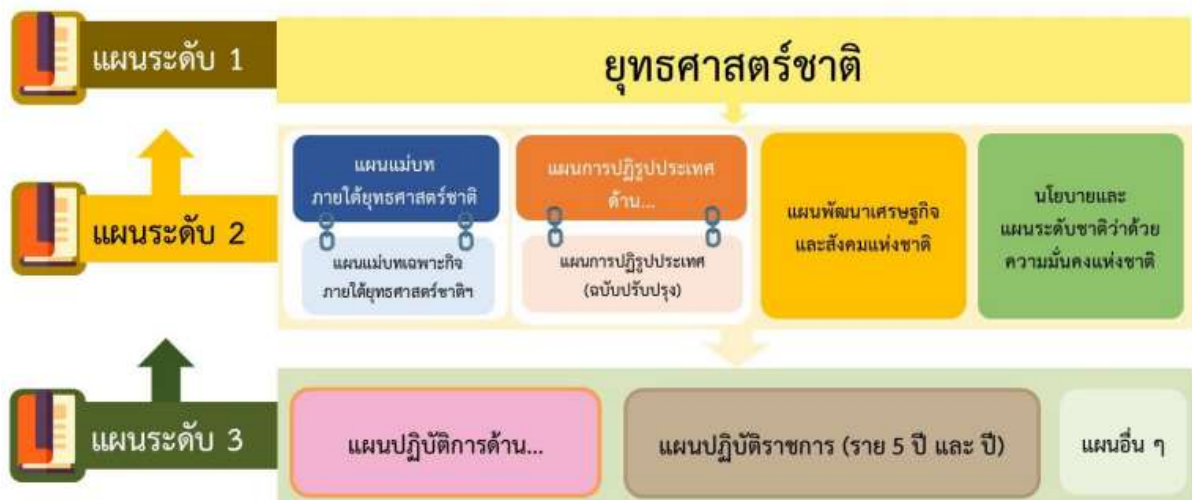 แผนระดับ 1
ยุทธศาสตร์ชาติ
แผนระดับ 2
แผนแม่บท
ภายใต้ยุทธศาสตร์ชาติ
แผนแม่บทเฉพาะกิจ
ภายใต้ยุทธศาสตร์ชาติฯ
แผนการปฏิรูปประเทศ
ด้าน...
แผนการปฏิรูปประเทศ
(ฉบับปรับปรุง)
แผนพัฒนาเศรษฐกิจ
และสังคมแห่งชาติ
นโยบายและ
แผนระดับชาติว่าด้วย
ความมั่นคงแห่งชาติ
แผนระดับ 3
แผนปฏิบัติการด้าน...
แผนปฏิบัติราชการ (ราย 5 ปี และ ปี)
แผนอื่น ๆ